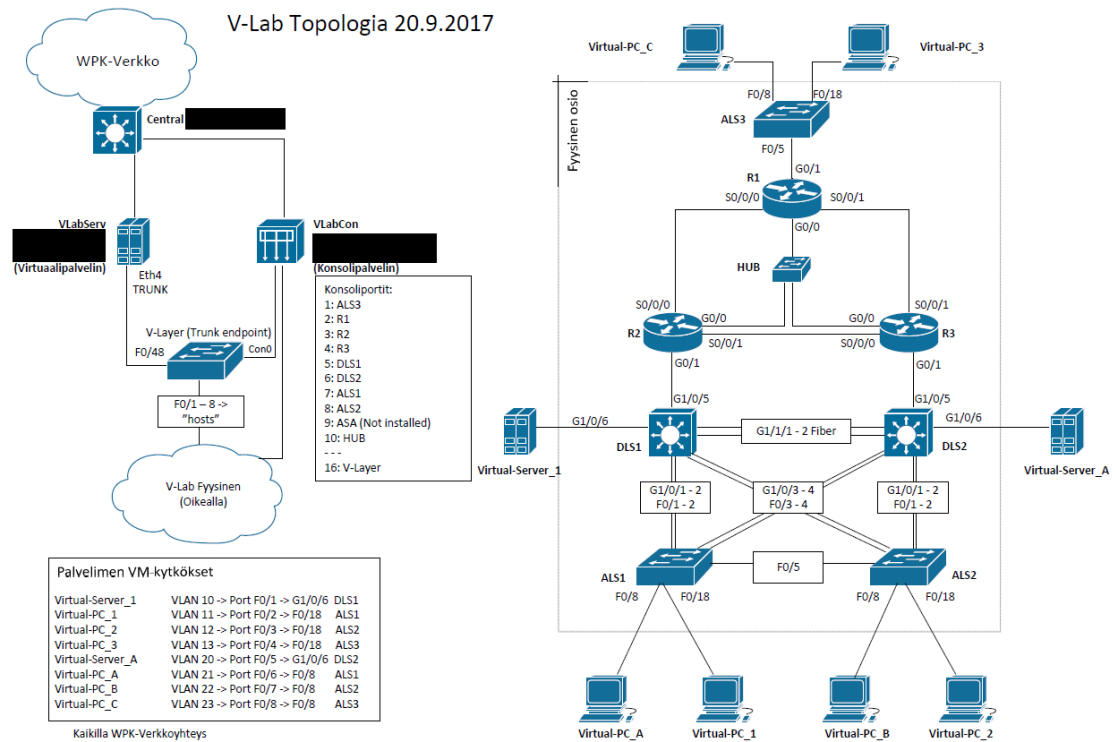 V-Lab Topologia 20.9.2017
WPK-Verkko
Central
VLabServ
(Virtuaalipalvelin)
VLabCon
(Konsolipalvelin)
Eth4
TRUNK
V-Layer (Trunk endpoint)
F0/48
Con0
F0/1 – 8 ->
”hosts”
V-Lab Fyysinen
(Oikealla)
Konsoliportit:
1: ALS3
2: R1
3: R2
4: R3
5: DLS1
6: DLS2
7: ALS1
8: ALS2
9: ASA (Not installed)
10: HUB
- - -
16: V-Layer
Palvelimen VM-kytkökset
Virtual-Server_1 VLAN 10 -> Port F0/1 -> G1/0/6 DLS1
Virtual-PC_1 VLAN 11 -> Port F0/2 -> F0/18 ALS1
Virtual-PC_2 VLAN 12 -> Port F0/3 -> F0/18 ALS2
Virtual-PC_3 VLAN 13 -> Port F0/4 -> F0/18 ALS3
Virtual-Server_A VLAN 20 -> Port F0/5 -> G1/0/6 DLS2
Virtual-PC_A VLAN 21 -> Port F0/6 -> F0/8 ALS1
Virtual-PC_B VLAN 22 -> Port F0/7 -> F0/8 ALS2
Virtual-PC_C VLAN 23 -> Port F0/8 -> F0/8 ALS3
Kaikilla WPK-Verkkoyhteys
Virtual-PC_C
Virtual-PC_3
Fyysinen osio
F0/8
F0/18
ALS3
F0/5
G0/1
R1
S0/0/0
S0/0/1
G0/0
HUB
S0/0/0
S0/0/1
G0/0
G0/0
R2
R3
S0/0/1
S0/0/0
G0/1
G0/1
G1/0/5
G1/0/5
G1/0/6
G1/0/6
G1/1/1 - 2 Fiber
Virtual-Server_1
DLS1
DLS2
Virtual-Server_A
G1/0/1 - 2
F0/1 - 2
G1/0/3 - 4
F0/3 - 4
G1/0/1 - 2
F0/1 - 2
ALS1
F0/5
ALS2
F0/8
F0/18
F0/8
F0/18
Virtual-PC_A
Virtual-PC_1
Virtual-PC_B
Virtual-PC_2